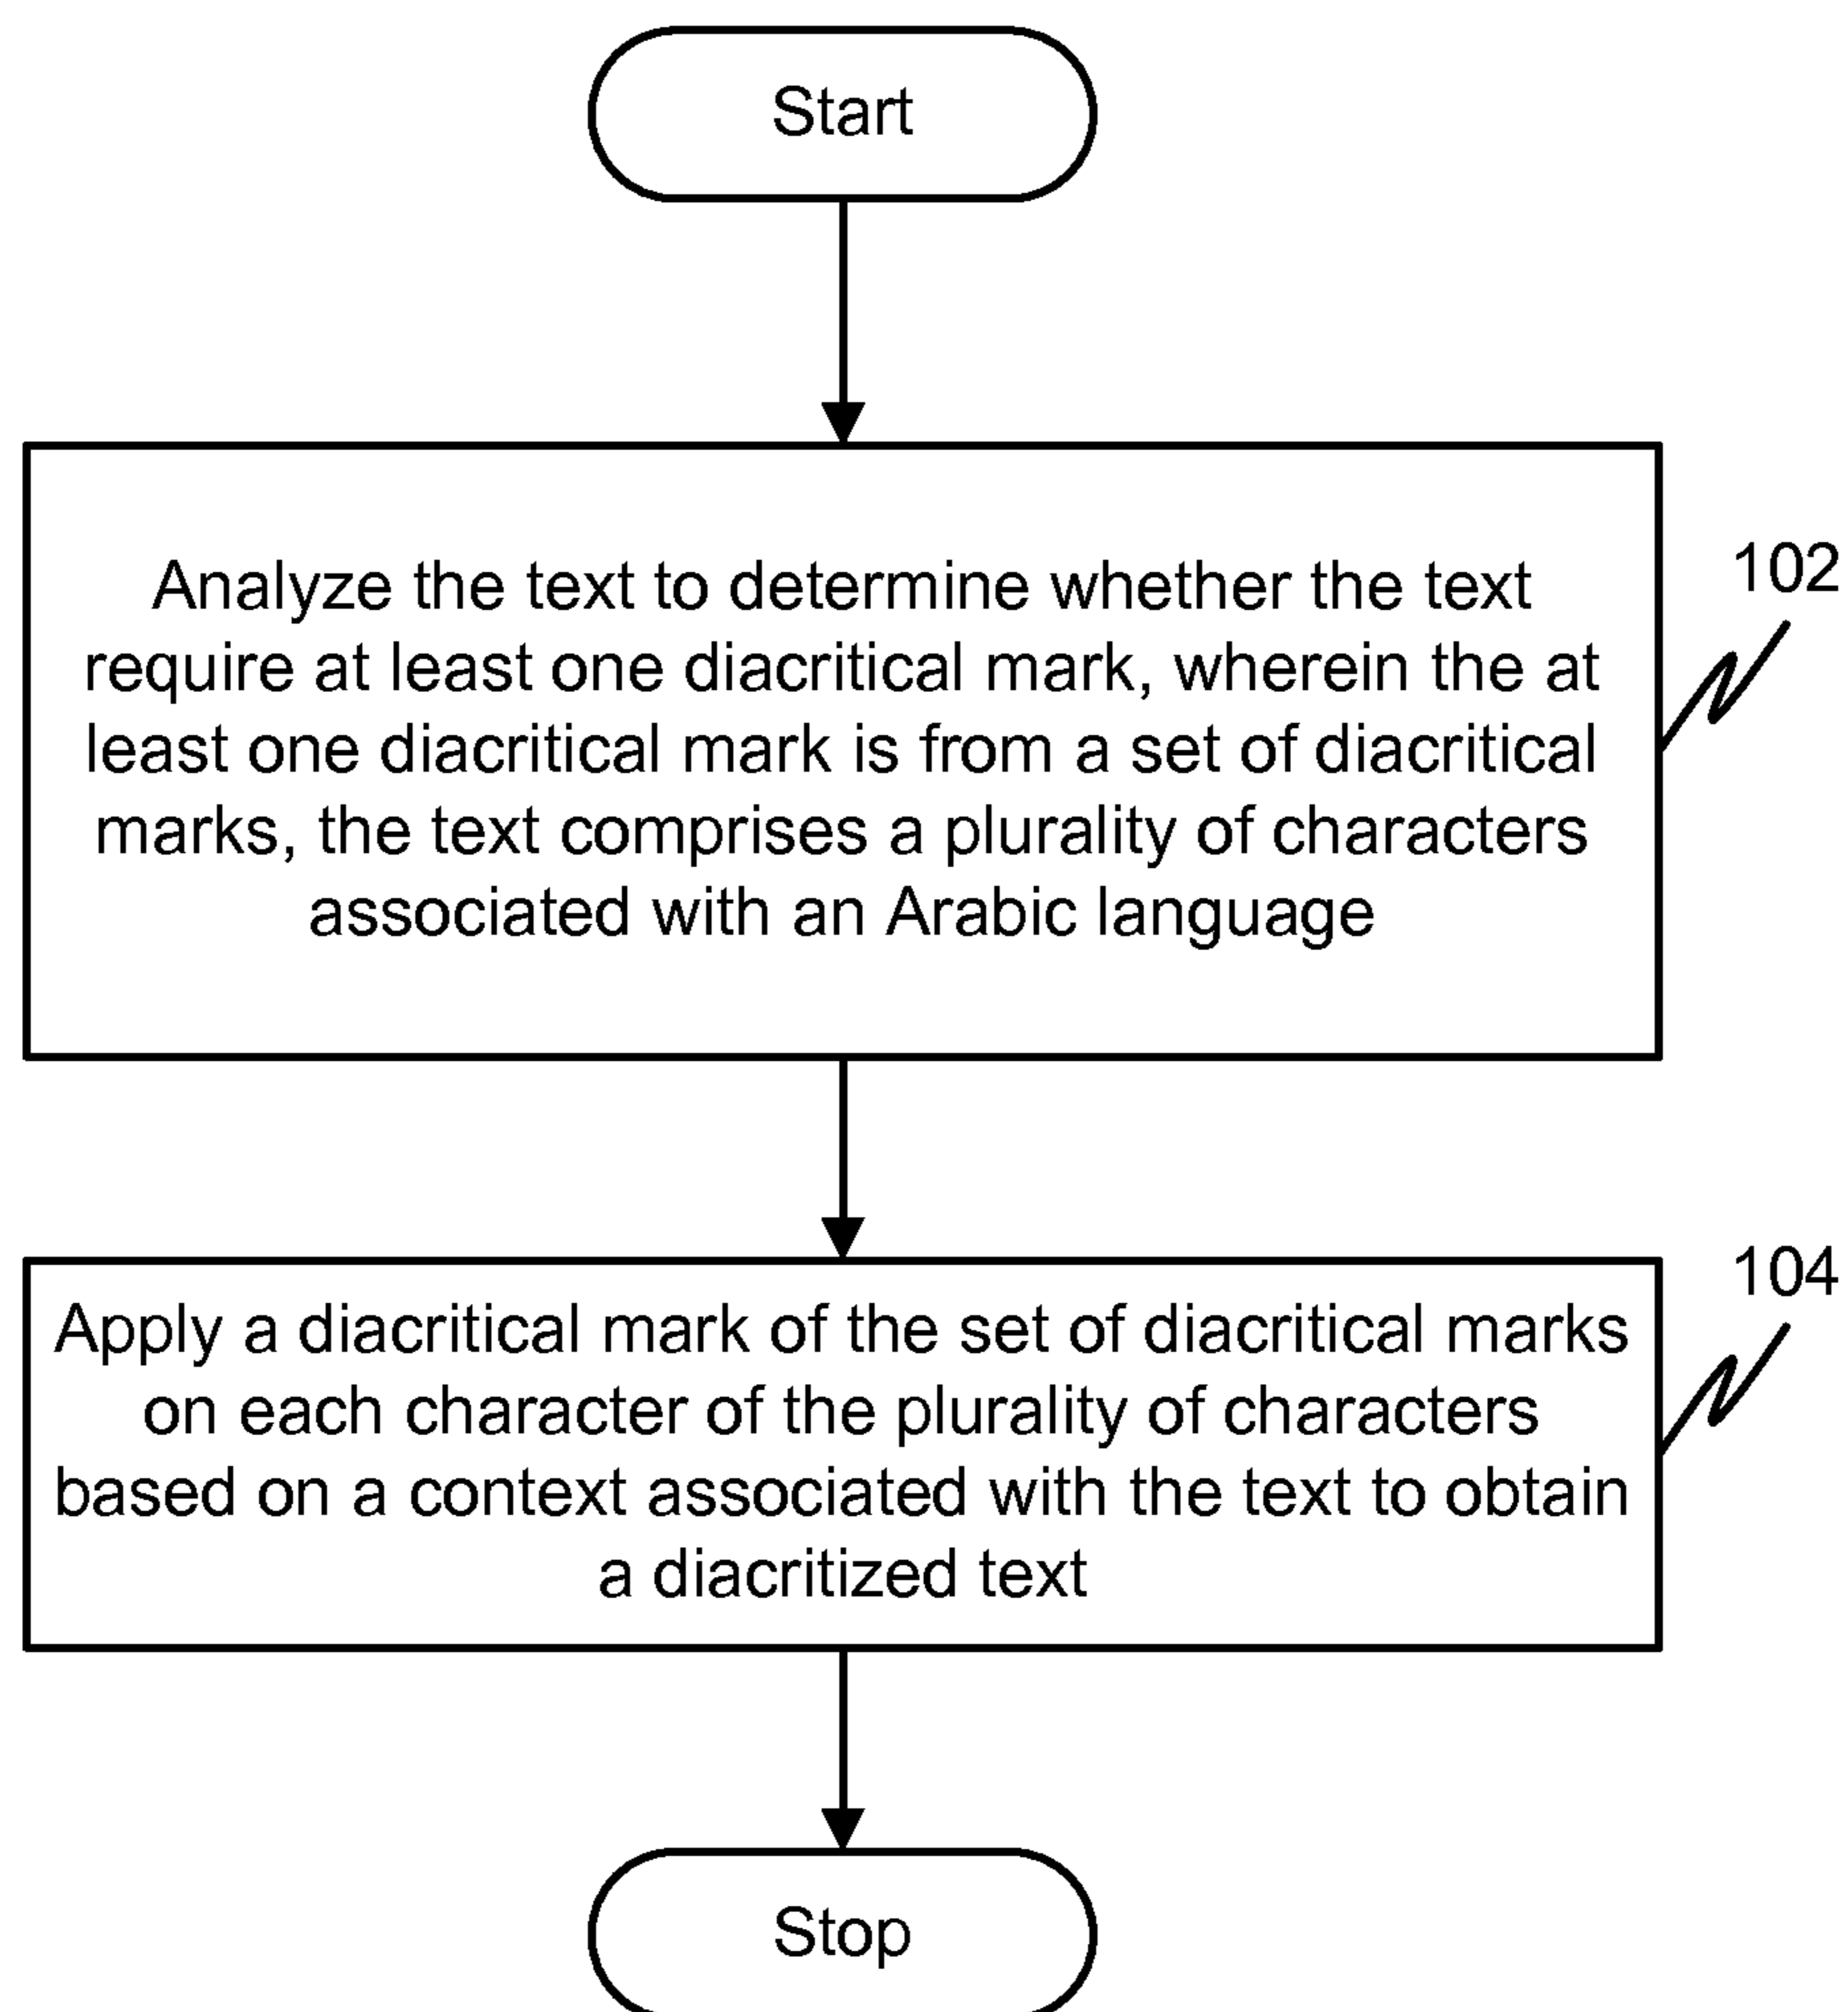 Start
Analyze the text to determine whether the text
require at least one diacritical mark, wherein the at
least one diacritical mark is from a set of diacritical
marks, the text comprises a plurality of characters
associated with an Arabic language
102
Apply a diacritical mark of the set of diacritical marks
on each character of the plurality of characters
based on a context associated with the text to obtain
a diacritized text
104
Stop